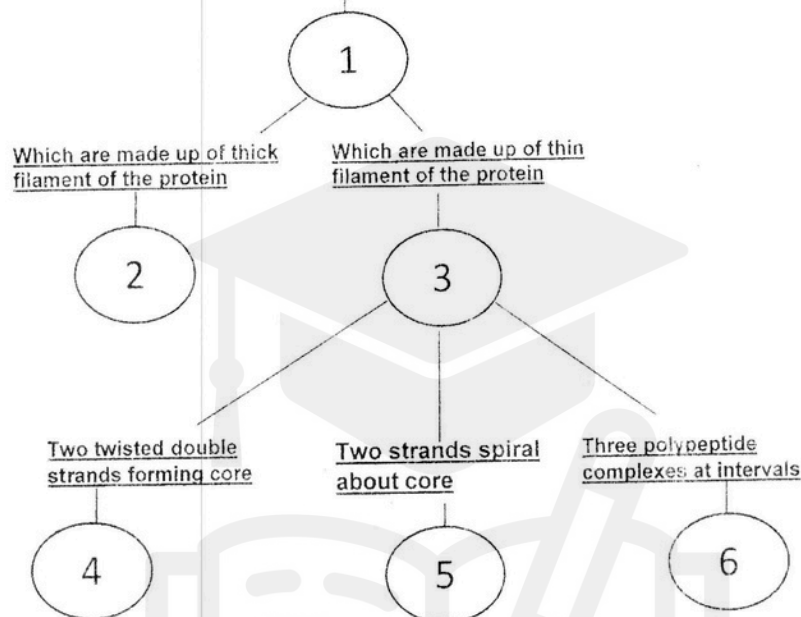 1
Which are made up of thick
filament of the protein
Which are made up of thin
filament of the protein
2
3
Two twisted double
strands forming core
Two strands spiral
about core
Three polypeptide
complexes at intervals
4
5
6